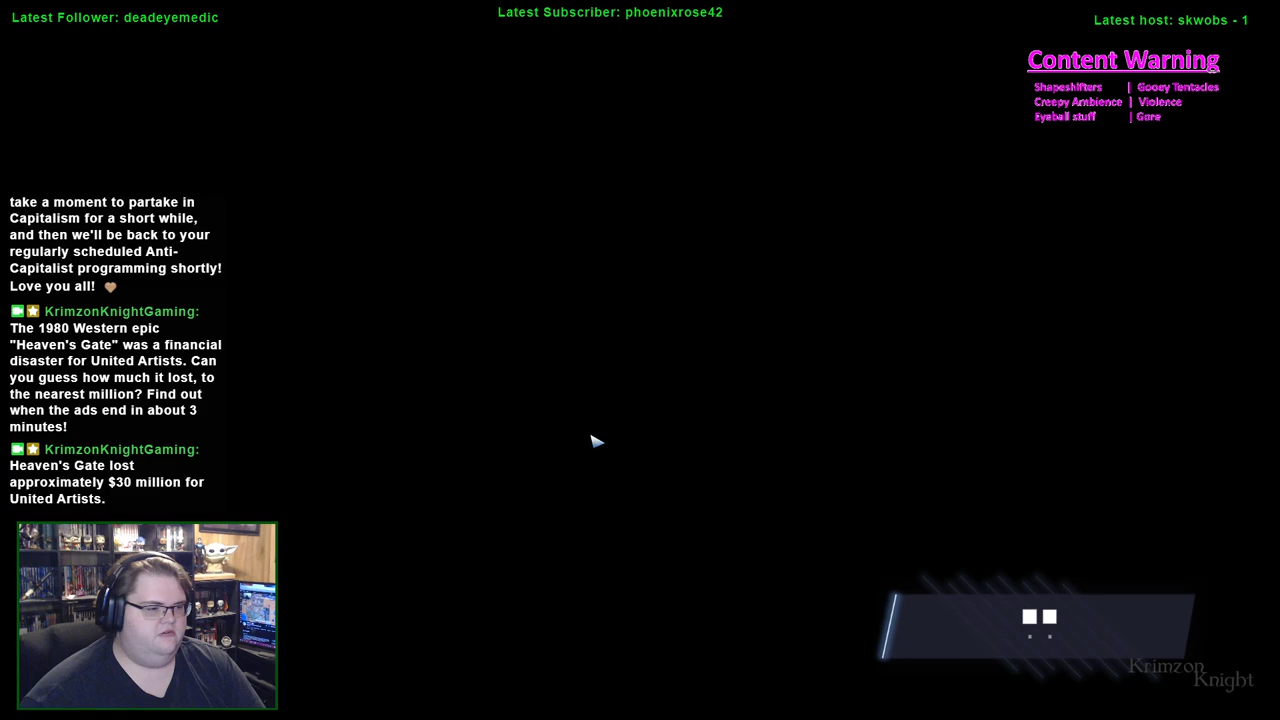 Latest Follower: deadeyemedic
Latest Subscriber: phoenixrose42
Latest host: skwobs - 1
Content Warning
Shapeshifters | Gooey Tentacles
Creepy Ambience | Violence
Eyeball stuff | Gore
take a moment to partake in
Capitalism for a short while,
and then we'll be back to your
regularly scheduled Anti-
Capitalist programming shortly!
Love you all!
KrimzonKnightGaming:
The 1980 Western epic
"Heaven's Gate" was a financial
disaster for United Artists. Can
you guess how much it lost, to
the nearest million? Find out
when the ads end in about 3
minutes!
KrimzonKnightGaming:
Heaven's Gate lost
approximately $30 million for
United Artists.
Krimzon
Knight